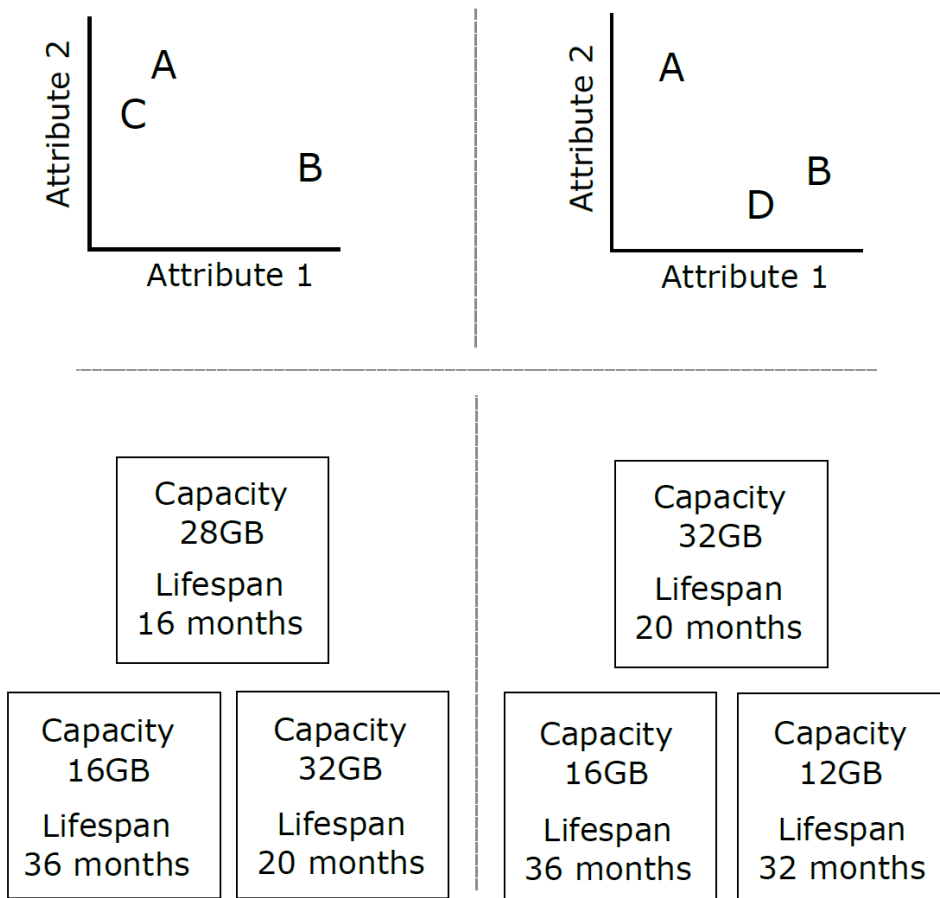 Attribute 2
A
C
B
Attribute 1
Attribute 2
A
B
D
Attribute 1
Capacity
28GB
Lifespan
16 months
Capacity
16GB
Lifespan
36 months
Capacity
32GB
Lifespan
20 months
Capacity
32GB
Lifespan
20 months
Capacity
16GB
Lifespan
36 months
Capacity
12GB
Lifespan
32 months